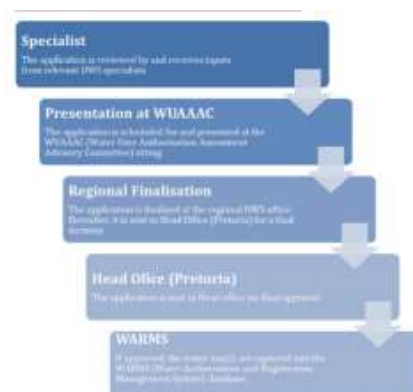 Specialist
The application is reviewed by and receives inputs
from relevant DWS specialists
Presentation at WUAAAC
The application is scheduled for and presented at the
WUAAAC (Water User Authorisation Assessment
Advisory Committee) sitting
Regional Finalisation
The application is finalised at the regional DWS office.
Thereafter, it is sent to Head Office (Pretoria) for a final
decision
Head Ofice (Pretoria)
The application is sent to Head office for final approval
WARMS
If approved, the water use(s) are captured into the
WARMS (Water Authorisation and Registration
Management System) database